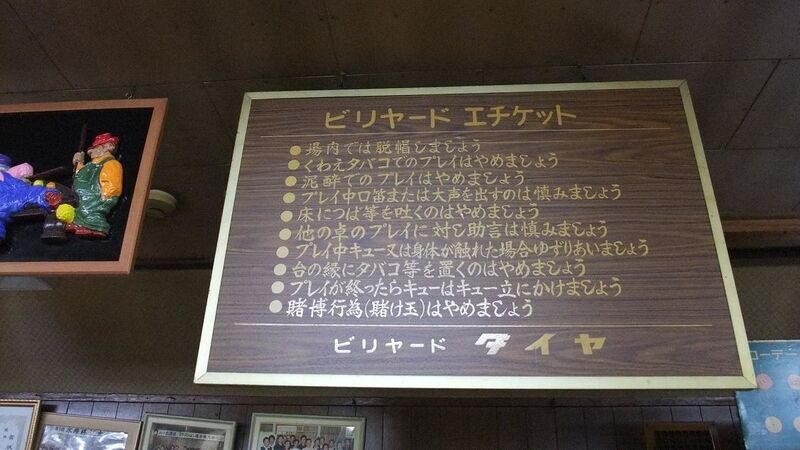 ビリヤード エチケット
●場内では脱帽しましょう
●くわえタバコでのプレイはやめましょう
●泥酔でのプレイはやめましょう
●プレイ中口笛または大声を出すのは慎みましょう
●床につば等を吐くのはやめましょう
●他の卓のプレイに対し助言は慎みましょう
●プレイ中キュー又は身体が触れた場合ゆずりあいましょう
●台の縁にタバコ等を置くのはやめましょう
●プレイが終ったらキューはキュー立にかけましょう
●賭博行為(賭け玉)はやめましょう
ビリヤード ダイヤ